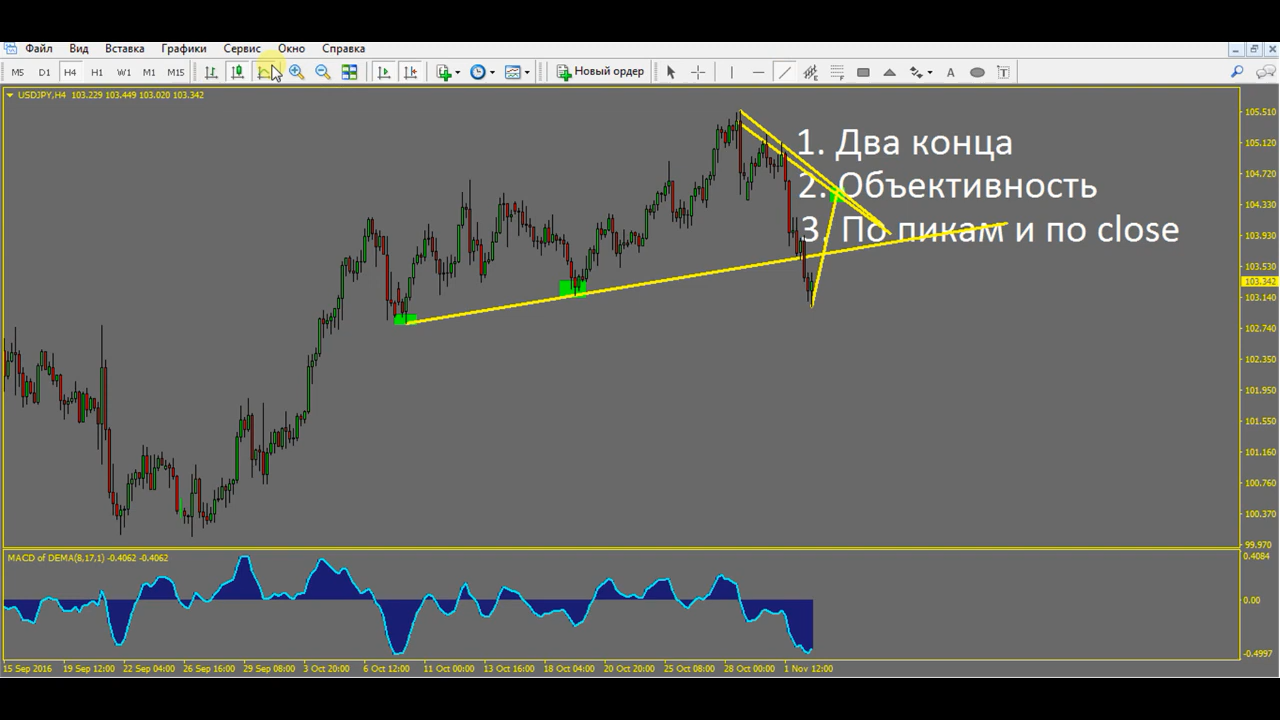 Файл Вид Вставка Графики Сервис Окно Справка
M5 D1 H4 H1 W1 M1 M15 Новый ордер A T
USDJPY,H4 103.229 103.449 103.020 103.342
1. Два конца
2. Объективность
3. По пикам и по close
105.510
105.120
104.720
104.330
103.930
103.530
103.342
103.140
102.740
102.350
101.950
101.550
101.160
100.760
100.370
99.970
MACD of DEMA(8,17,1) -0.4062 -0.4062
0.4084
0.00
-0.4997
15 Sep 2016 19 Sep 12:00 22 Sep 04:00 26 Sep 16:00 29 Sep 08:00 3 Oct 20:00 6 Oct 12:00 11 Oct 00:00 13 Oct 16:00 18 Oct 04:00 20 Oct 20:00 25 Oct 08:00 28 Oct 00:00 1 Nov 12:00